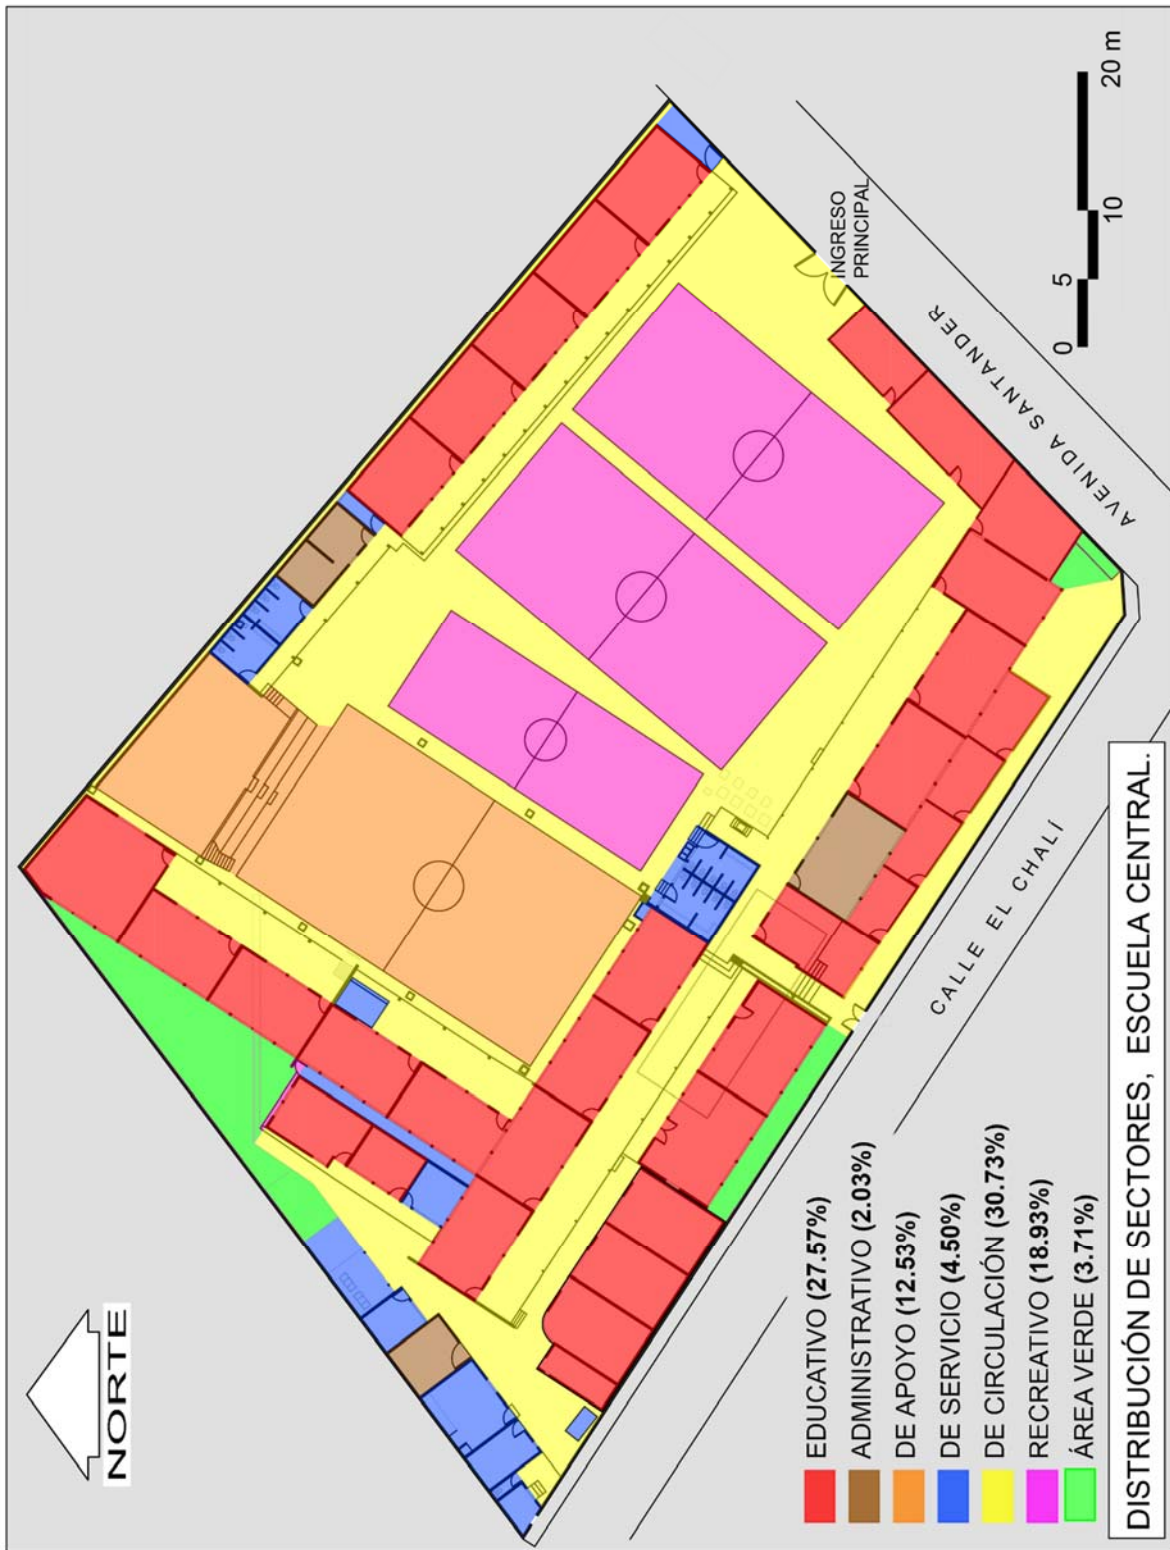 NORTE
INGRESO
PRINCIPAL
AVENIDA SANTANDER
CALLE EL CHALÍ
0 5 10 20 m
EDUCATIVO (27.57%)
ADMINISTRATIVO (2.03%)
DE APOYO (12.53%)
DE SERVICIO (4.50%)
DE CIRCULACIÓN (30.73%)
RECREATIVO (18.93%)
ÁREA VERDE (3.71%)
DISTRIBUCIÓN DE SECTORES, ESCUELA CENTRAL.